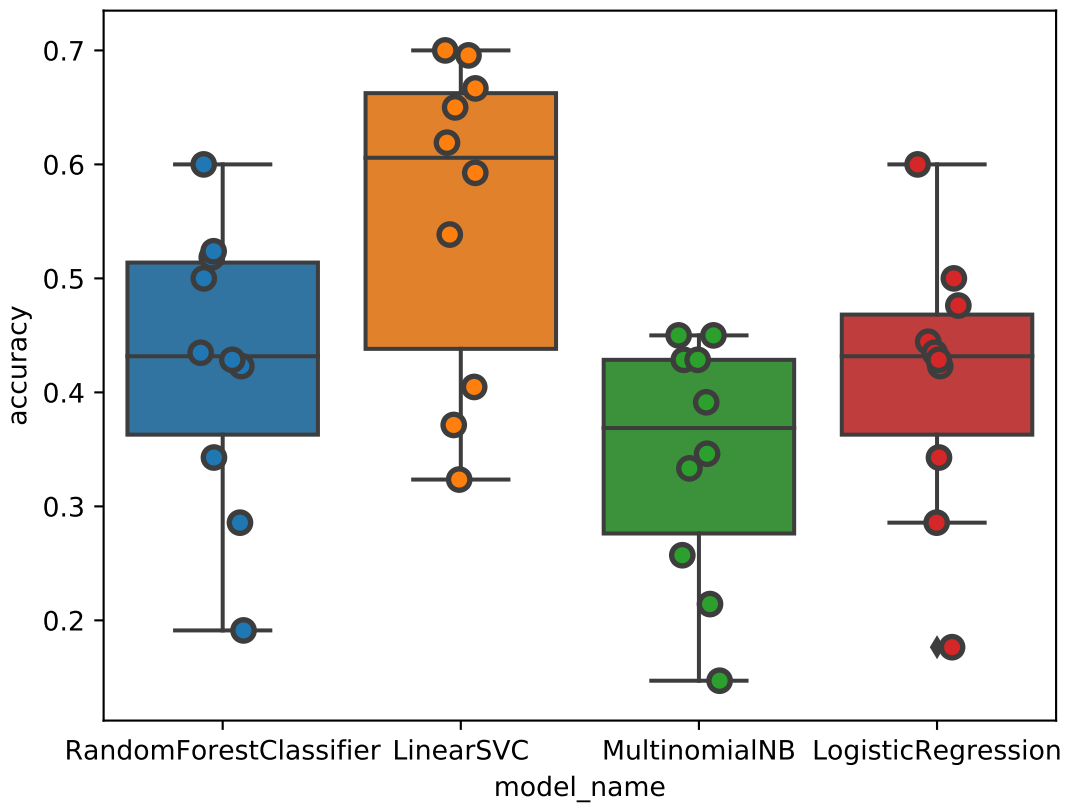 accuracy
0.7
0.6
0.5
0.4
0.3
0.2
RandomForestClassifier LinearSVC MultinomialNB LogisticRegression
model_name